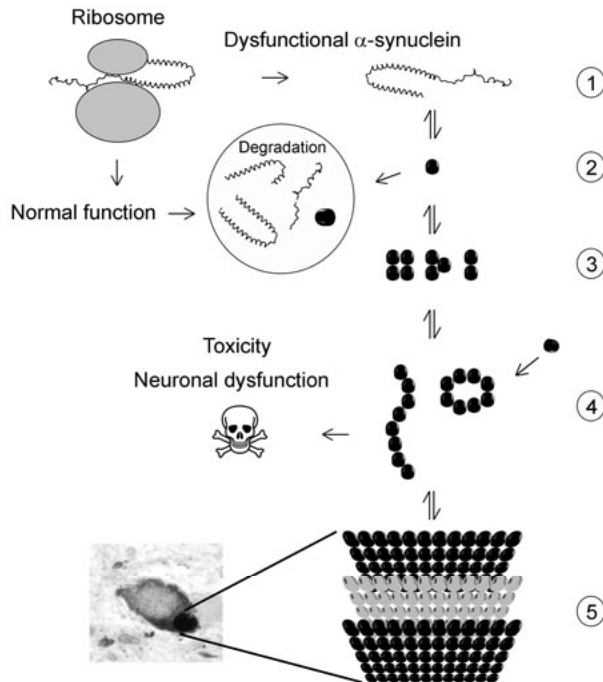 Ribosome
Dysfunctional α-synuclein
1
Degradation
2
Normal function
3
Toxicity
Neuronal dysfunction
4
5